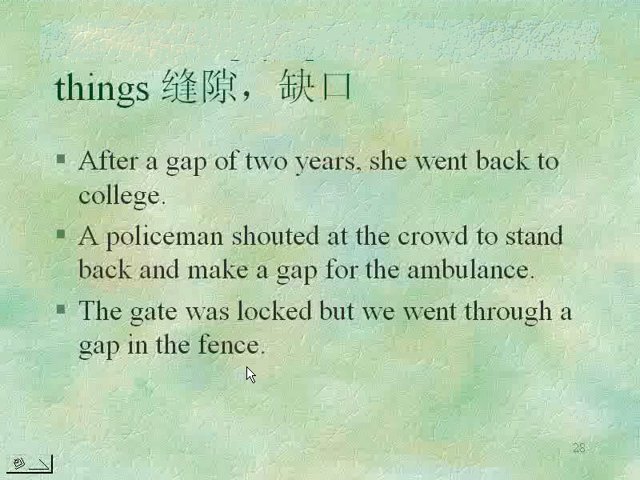 things 缝隙，缺口
After a gap of two years, she went back to
college.
A policeman shouted at the crowd to stand
back and make a gap for the ambulance.
The gate was locked but we went through a
gap in the fence.
28